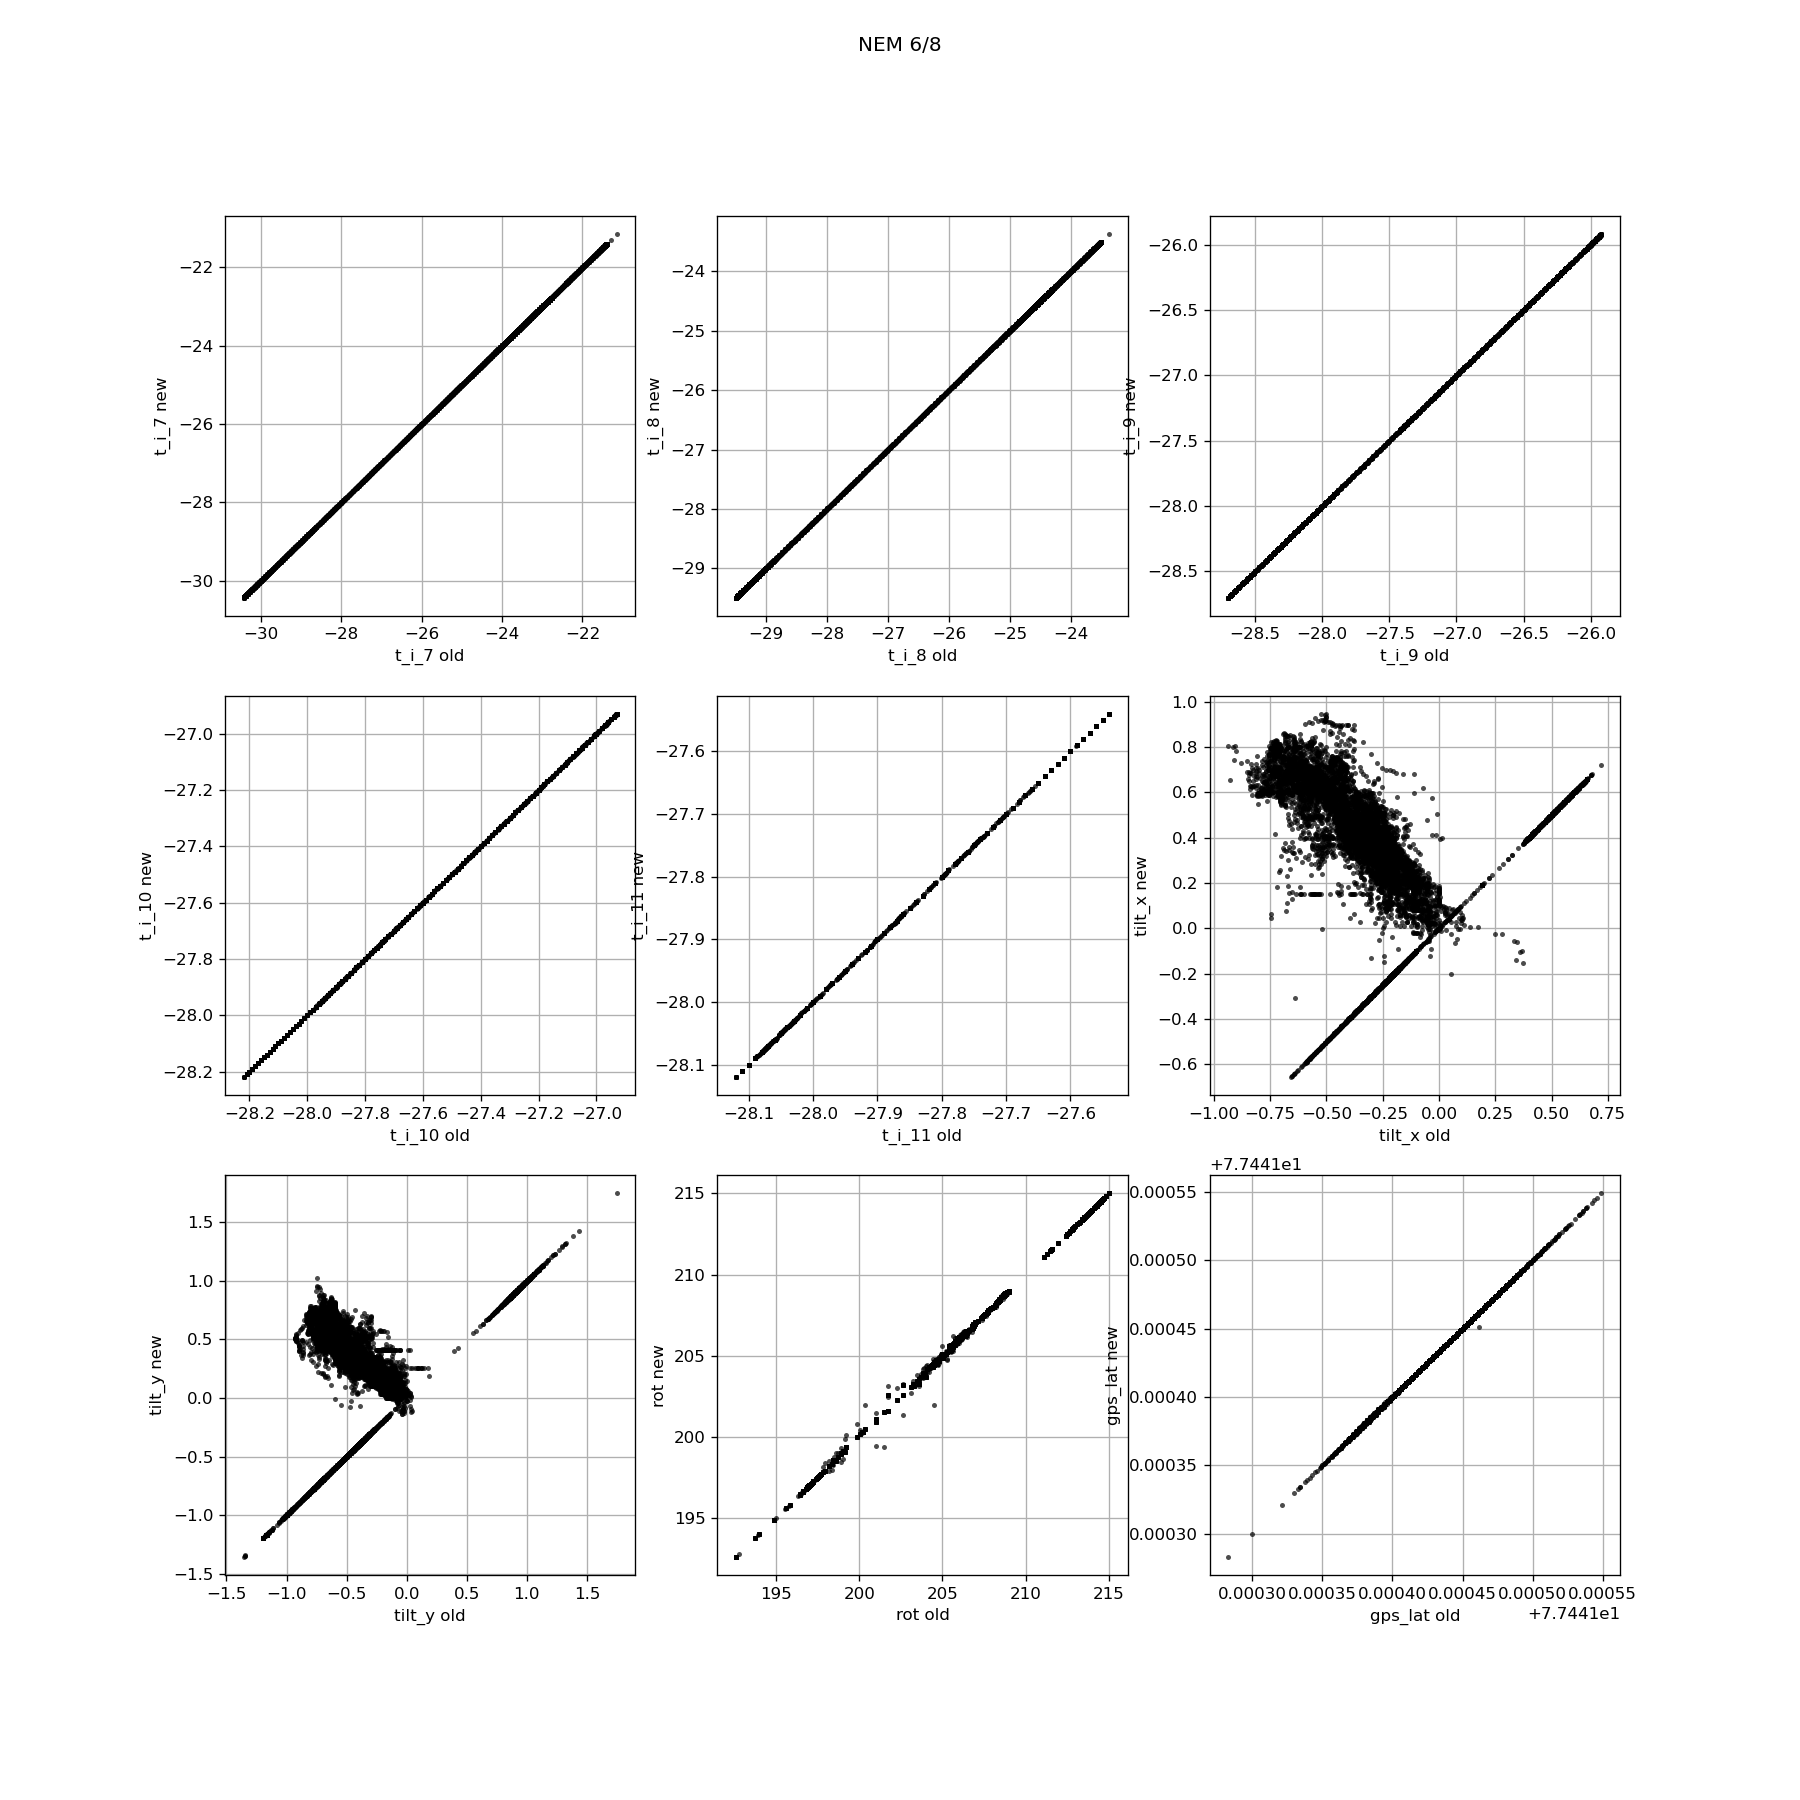 NEM 6/8
−22
−24
−26
−28
−30
t_i_7 new
−30 −28 −26 −24 −22
t_i_7 old
−24
−25
−26
−27
−28
−29
t_i_8 new
−29 −28 −27 −26 −25 −24
t_i_8 old
−26.0
−26.5
−27.0
−27.5
−28.0
−28.5
t_i_9 new
−28.5 −28.0 −27.5 −27.0 −26.5 −26.0
t_i_9 old
−27.0
−27.2
−27.4
−27.6
−27.8
−28.0
−28.2
t_i_10 new
−28.2 −28.0 −27.8 −27.6 −27.4 −27.2 −27.0
t_i_10 old
−27.6
−27.7
−27.8
−27.9
−28.0
−28.1
t_i_11 new
−28.1 −28.0 −27.9 −27.8 −27.7 −27.6
t_i_11 old
1.0
0.8
0.6
0.4
0.2
0.0
−0.2
−0.4
−0.6
tilt_x new
−1.00 −0.75 −0.50 −0.25 0.00 0.25 0.50 0.75
tilt_x old
1.5
1.0
0.5
0.0
−0.5
−1.0
−1.5
tilt_y new
−1.5 −1.0 −0.5 0.0 0.5 1.0 1.5
tilt_y old
215
210
205
200
195
rot new
195 200 205 210 215
rot old
+7.7441e1
0.00055
0.00050
0.00045
0.00040
0.00035
0.00030
gps_lat new
0.00030 0.00035 0.00040 0.00045 0.00050 0.00055
gps_lat old
+7.7441e1